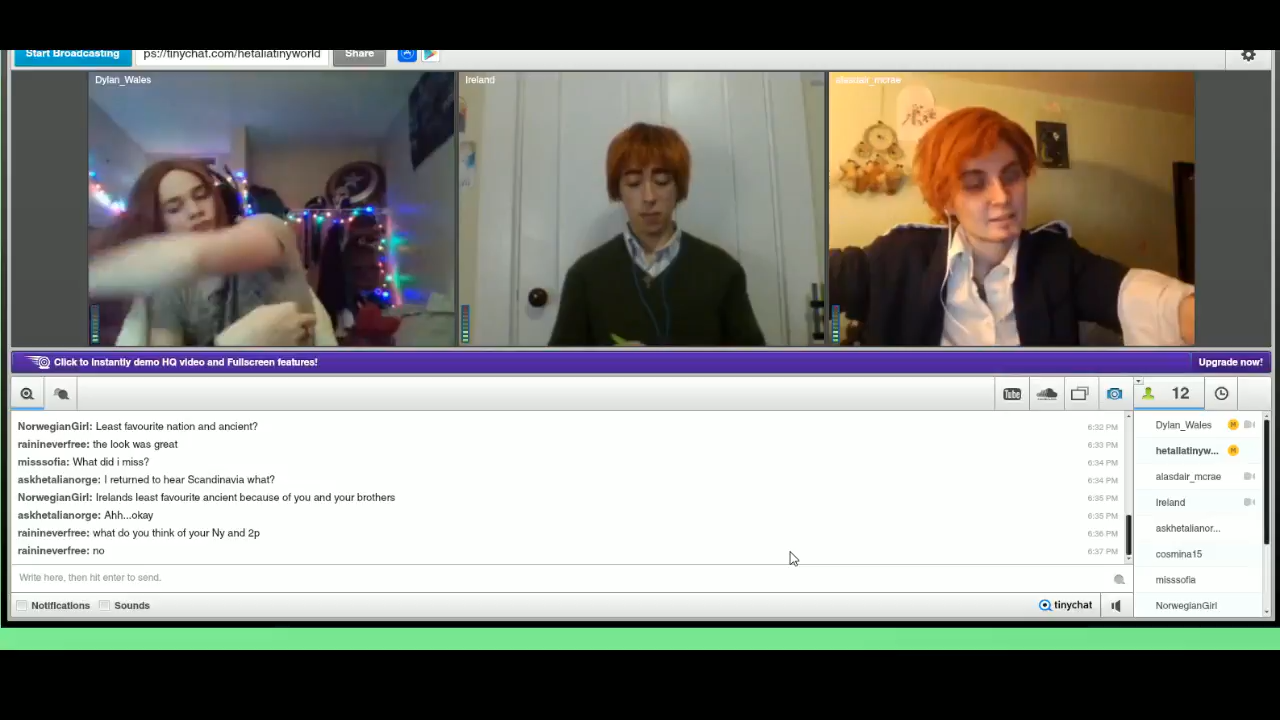 Start Broadcasting
ps://tinychat.com/hetaliatinyworld
Share
Dylan_Wales
Ireland
alasdair_mcrae
Click to instantly demo HQ video and Fullscreen features!
Upgrade now!
You Tube
12
NorwegianGirl: Least favourite nation and ancient? 6:32 PM
rainineverfree: the look was great 6:33 PM
misssofia: What did i miss? 6:34 PM
askhetalianorge: I returned to hear Scandinavia what? 6:34 PM
NorwegianGirl: Irelands least favourite ancient because of you and your brothers 6:35 PM
askhetalianorge: Ahh...okay 6:35 PM
rainineverfree: what do you think of your Ny and 2p 6:36 PM
rainineverfree: no 6:37 PM
Dylan_Wales M
hetaliatinyw... M
alasdair_mcrae
Ireland
askhetalianor...
cosmina15
misssofia
NorwegianGirl
Write here, then hit enter to send.
Notifications
Sounds
tinychat